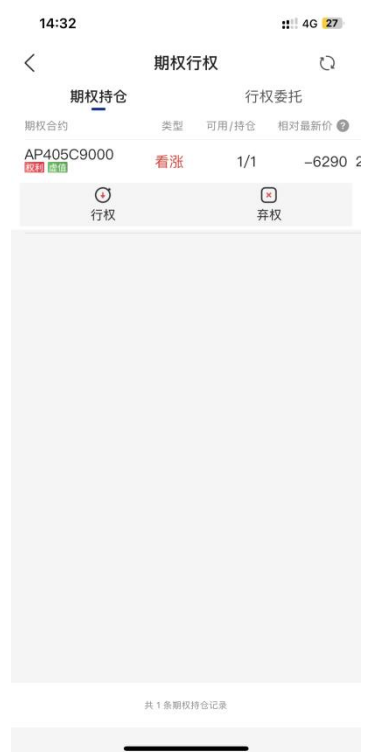 14:32 4G 27
期权行权
期权持仓 行权委托
期权合约 类型 可用/持仓 相对最新价 ?
AP405C9000 看涨 1/1 -6290 2
权利 虚值
行权 弃权
共 1 条期权持仓记录